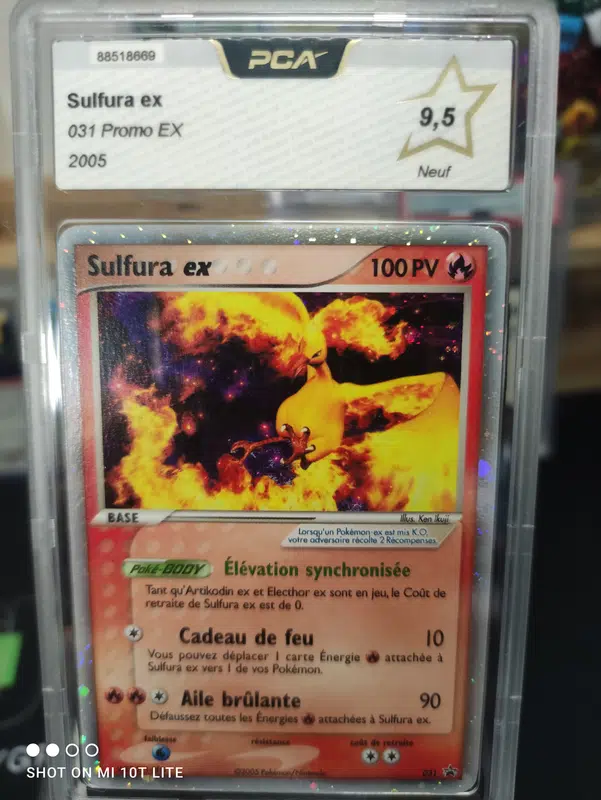 88518669
PCA
Sulfura ex
031 Promo EX
2005
9,5
Neuf
Sulfura ex
100 PV
BASE
Illus. Ken Ikuji
Lorsqu'un Pokémon-ex est mis K.O.,
votre adversaire récolte 2 Récompenses.
Poké-BODY Élévation synchronisée
Tant qu'Artikodin ex et Electhor ex sont en jeu, le Coût de
retraite de Sulfura ex est de 0.
Cadeau de feu 10
Vous pouvez déplacer 1 carte Énergie attachée à
Sulfura ex vers 1 de vos Pokémon.
Aile brûlante 90
Défaussez toutes les Énergies attachées à Sulfura ex.
faiblesse résistance coût de retraite
©2005 Pokémon/Nintendo 031
SHOT ON MI 10T LITE